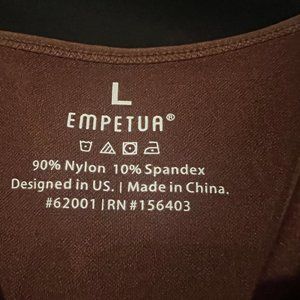 L
EMPETUA®
90% Nylon 10% Spandex
Designed in US. | Made in China.
#62001 | RN #156403